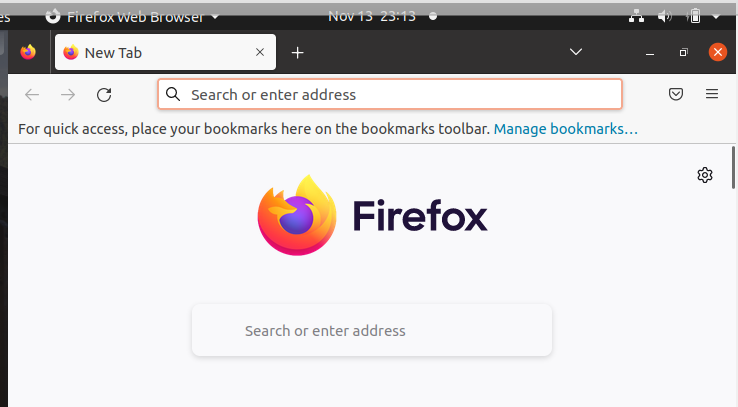 es Firefox Web Browser Nov 13 23:13
New Tab
Search or enter address
For quick access, place your bookmarks here on the bookmarks toolbar. Manage bookmarks…
Firefox
Search or enter address